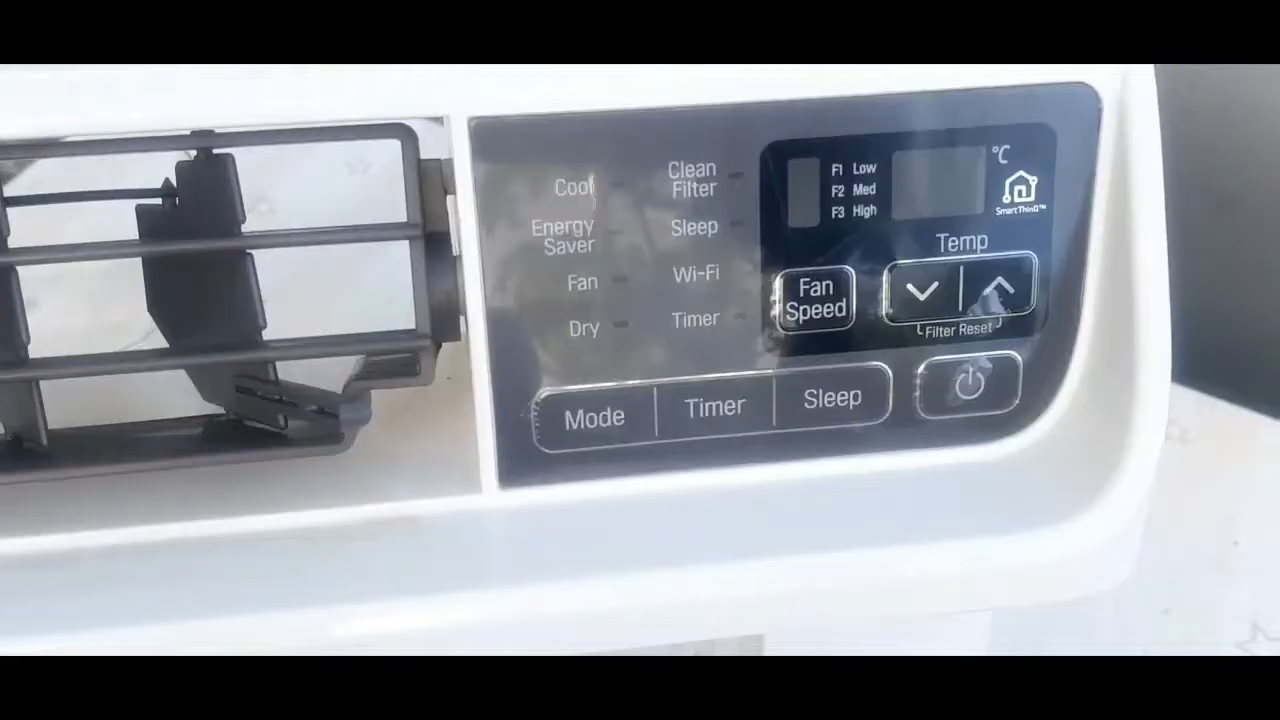 Cool
Energy
Saver
Fan
Dry
Clean
Filter
Sleep
Wi-Fi
Timer
F1 Low
F2 Med
F3 High
°C
SmartThinQ™
Temp
Fan
Speed
Filter Reset
Mode
Timer
Sleep